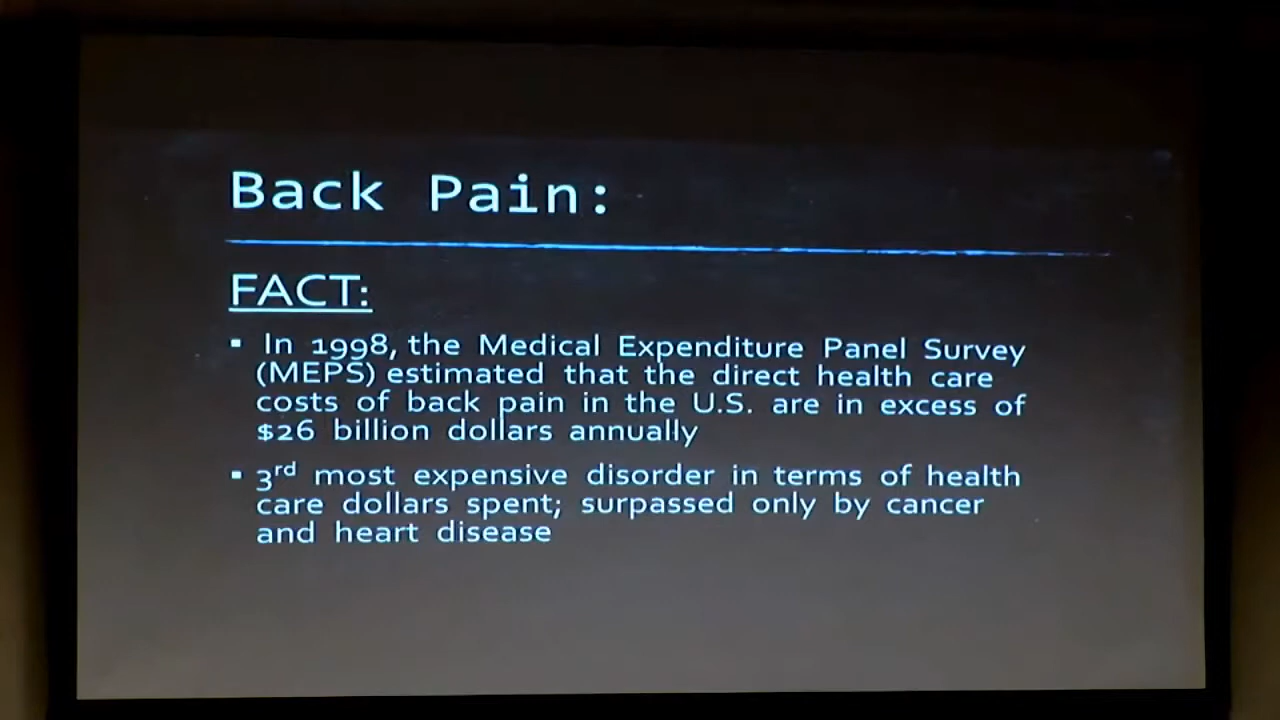 Back Pain:
FACT:
▪ In 1998, the Medical Expenditure Panel Survey
(MEPS) estimated that the direct health care
costs of back pain in the U.S. are in excess of
$26 billion dollars annually
▪ 3rd most expensive disorder in terms of health
care dollars spent; surpassed only by cancer
and heart disease